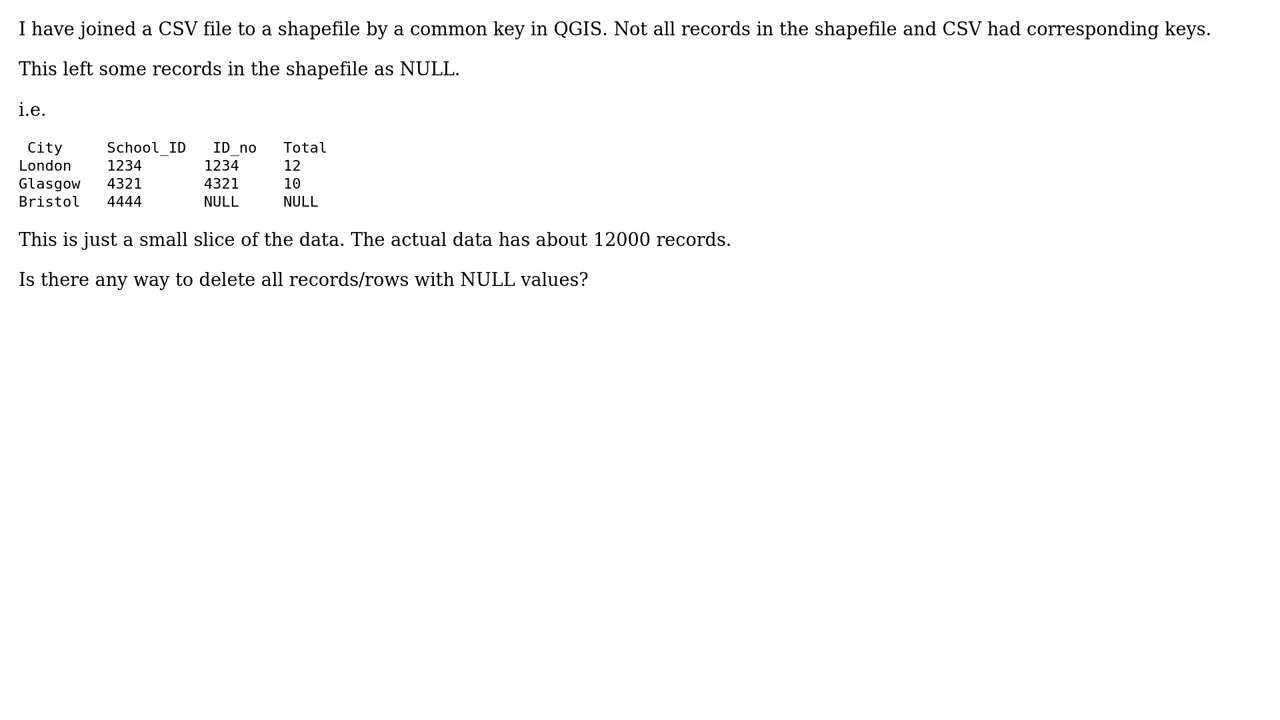 I have joined a CSV file to a shapefile by a common key in QGIS. Not all records in the shapefile and CSV had corresponding keys.
This left some records in the shapefile as NULL.
i.e.
City School_ID ID_no Total
London 1234 1234 12
Glasgow 4321 4321 10
Bristol 4444 NULL NULL
This is just a small slice of the data. The actual data has about 12000 records.
Is there any way to delete all records/rows with NULL values?